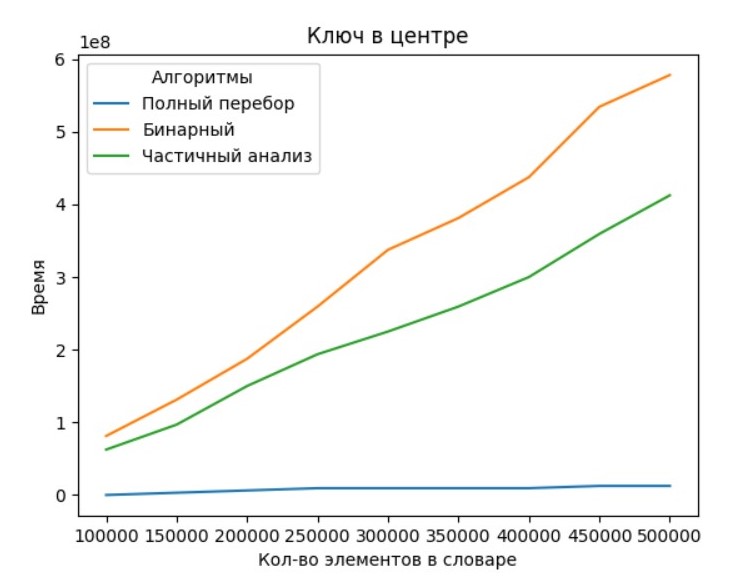 Ключ в центре
1e8
Алгоритмы
Полный перебор
Бинарный
Частичный анализ
6
5
4
3
2
1
0
Время
100000 150000 200000 250000 300000 350000 400000 450000 500000
Кол-во элементов в словаре